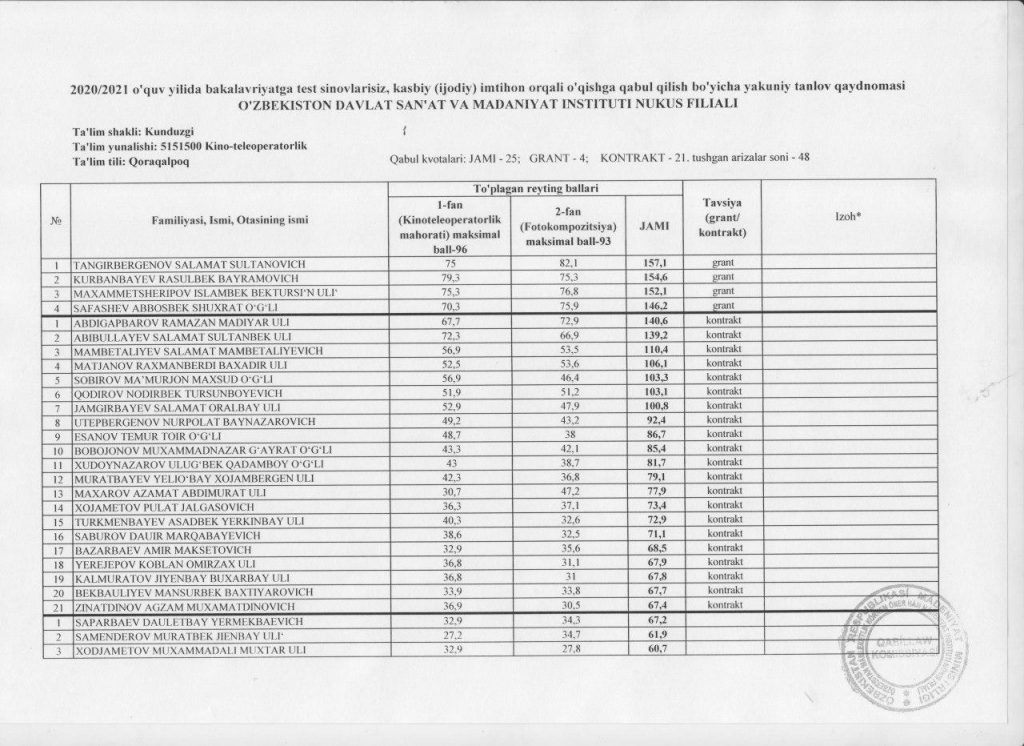 2020/2021 o'quv yilida bakalavriyatga test sinovlarisiz, kasbiy (ijodiy) imtihon orqali o'qishga qabul qilish bo'yicha yakuniy tanlov qaydnomasi
O'ZBEKISTON DAVLAT SAN'AT VA MADANIYAT INSTITUTI NUKUS FILIALI
Ta'lim shakli: Kunduzgi
Ta'lim yunalishi: 5151500 Kino-teleoperatorlik
Ta'lim tili: Qoraqalpoq
Qabul kvotalari: JAMI - 25; GRANT - 4; KONTRAKT - 21. tushgan arizalar soni - 48
№ Familiyasi, Ismi, Otasining ismi To'plagan reyting ballari Tavsiya (grant/ kontrakt) Izoh*
1-fan (Kinoteleoperatorlik mahorati) maksimal ball-96 2-fan (Fotokompozitsiya) maksimal ball-93 JAMI
1 TANGIRBERGENOV SALAMAT SULTANOVICH 75 82,1 157,1 grant
2 KURBANBAYEV RASULBEK BAYRAMOVICH 79,3 75,3 154,6 grant
3 MAXAMMETSHERIPOV ISLAMBEK BEKTURSI‘N ULI‘ 75,3 76,8 152,1 grant
4 SAFASHEV ABBOSBEK SHUXRAT O‘G‘LI 70,3 75,9 146,2 grant
1 ABDIGAPBAROV RAMAZAN MADIYAR ULI 67,7 72,9 140,6 kontrakt
2 ABIBULLAYEV SALAMAT SULTANBEK ULI 72,3 66,9 139,2 kontrakt
3 MAMBETALIYEV SALAMAT MAMBETALIYEVICH 56,9 53,5 110,4 kontrakt
4 MATJANOV RAXMANBERDI BAXADIR ULI 52,5 53,6 106,1 kontrakt
5 SOBIROV MA’MURJON MAXSUD O‘G‘LI 56,9 46,4 103,3 kontrakt
6 QODIROV NODIRBEK TURSUNBOYEVICH 51,9 51,2 103,1 kontrakt
7 JAMGIRBAYEV SALAMAT ORALBAY ULI 52,9 47,9 100,8 kontrakt
8 UTEPBERGENOV NURPOLAT BAYNAZAROVICH 49,2 43,2 92,4 kontrakt
9 ESANOV TEMUR TOIR O‘G‘LI 48,7 38 86,7 kontrakt
10 BOBOJONOV MUXAMMADNAZAR G‘AYRAT O‘G‘LI 43,3 42,1 85,4 kontrakt
11 XUDOYNAZAROV ULUG‘BEK QADAMBOY O‘G‘LI 43 38,7 81,7 kontrakt
12 MURATBAYEV YELIO‘BAY XOJAMBERGEN ULI 42,3 36,8 79,1 kontrakt
13 MAXAROV AZAMAT ABDIMURAT ULI 30,7 47,2 77,9 kontrakt
14 XOJAMETOV PULAT JALGASOVICH 36,3 37,1 73,4 kontrakt
15 TURKMENBAYEV ASADBEK YERKINBAY ULI 40,3 32,6 72,9 kontrakt
16 SABUROV DAUIR MARQABAYEVICH 38,6 32,5 71,1 kontrakt
17 BAZARBAEV AMIR MAKSETOVICH 32,9 35,6 68,5 kontrakt
18 YEREJEPOV KOBLAN OMIRZAX ULI 36,8 31,1 67,9 kontrakt
19 KALMURATOV JIYENBAY BUXARBAY ULI 36,8 31 67,8 kontrakt
20 BEKBAULIYEV MANSURBEK BAXTIYAROVICH 33,9 33,8 67,7 kontrakt
21 ZINATDINOV AGZAM MUXAMATDINOVICH 36,9 30,5 67,4 kontrakt
1 SAPARBAEV DAULETBAY YERMEKBAEVICH 32,9 34,3 67,2
2 SAMENDEROV MURATBEK JIENBAY ULI‘ 27,2 34,7 61,9
3 XODJAMETOV MUXAMMADALI MUXTAR ULI 32,9 27,8 60,7
QABILLAW
KOMISSIYASI